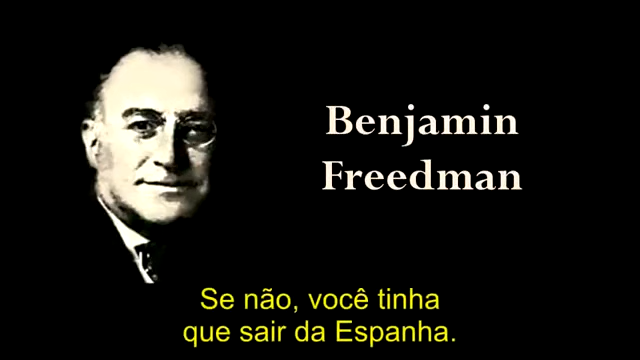 Benjamin
Freedman
Se não, você tinha
que sair da Espanha.